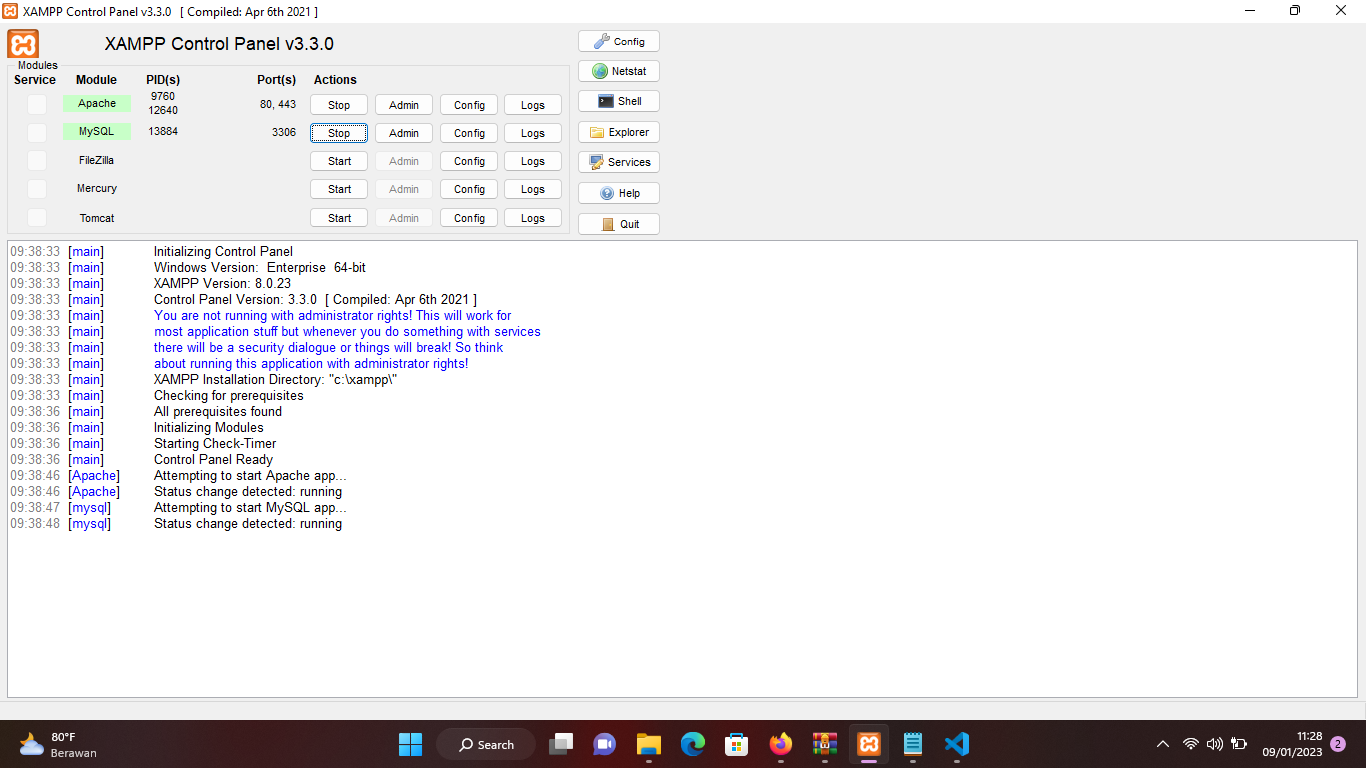 XAMPP Control Panel v3.3.0 [ Compiled: Apr 6th 2021 ]
XAMPP Control Panel v3.3.0
Config
Modules
Service Module PID(s) Port(s) Actions
Netstat
Apache 9760 12640 80, 443 Stop Admin Config Logs
Shell
MySQL 13884 3306 Stop Admin Config Logs
Explorer
FileZilla Start Admin Config Logs
Services
Mercury Start Admin Config Logs
Help
Tomcat Start Admin Config Logs
Quit
09:38:33 [main] Initializing Control Panel
09:38:33 [main] Windows Version: Enterprise 64-bit
09:38:33 [main] XAMPP Version: 8.0.23
09:38:33 [main] Control Panel Version: 3.3.0 [ Compiled: Apr 6th 2021 ]
09:38:33 [main] You are not running with administrator rights! This will work for
09:38:33 [main] most application stuff but whenever you do something with services
09:38:33 [main] there will be a security dialogue or things will break! So think
09:38:33 [main] about running this application with administrator rights!
09:38:33 [main] XAMPP Installation Directory: "c:\xampp\"
09:38:33 [main] Checking for prerequisites
09:38:36 [main] All prerequisites found
09:38:36 [main] Initializing Modules
09:38:36 [main] Starting Check-Timer
09:38:36 [main] Control Panel Ready
09:38:46 [Apache] Attempting to start Apache app...
09:38:46 [Apache] Status change detected: running
09:38:47 [mysql] Attempting to start MySQL app...
09:38:48 [mysql] Status change detected: running
80°F
Berawan
Search
11:28
09/01/2023
2